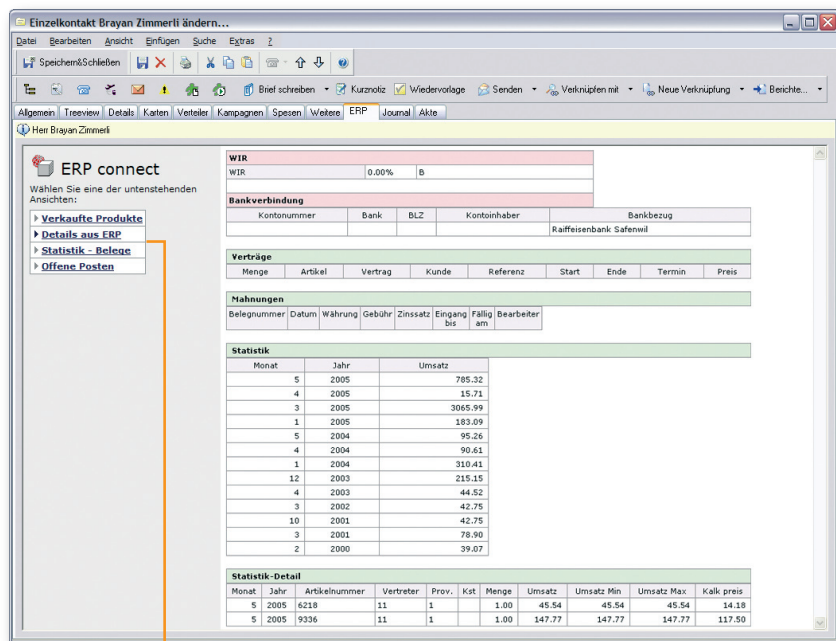 Einzelkontakt Brayan Zimmerli ändern...
Datei Bearbeiten Ansicht Einfügen Suche Extras ?
Speichern&Schließen
Brief schreiben Kurznotiz Wiedervorlage Senden Verknüpfen mit Neue Verknüpfung Berichte...
Allgemein Treeview Details Karten Verteiler Kampagnen Spesen Weitere ERP Journal Akte
Herr Brayan Zimmerli
ERP connect
Wählen Sie eine der untenstehenden
Ansichten:
Verkaufte Produkte
Details aus ERP
Statistik - Belege
Offene Posten
WIR
WIR 0.00% B
Bankverbindung
Kontonummer Bank BLZ Kontoinhaber Bankbezug
Raiffeisenbank Safenwil
Verträge
Menge Artikel Vertrag Kunde Referenz Start Ende Termin Preis
Mahnungen
Belegnummer Datum Währung Gebühr Zinssatz Eingang bis Fällig am Bearbeiter
Statistik
Monat Jahr Umsatz
5 2005 785.32
4 2005 15.71
3 2005 3065.99
1 2005 183.09
5 2004 95.26
4 2004 90.61
1 2004 310.41
12 2003 215.15
4 2003 44.52
3 2002 42.75
10 2001 42.75
3 2001 78.90
2 2000 39.07
Statistik-Detail
Monat Jahr Artikelnummer Vertreter Prov. Kst Menge Umsatz Umsatz Min Umsatz Max Kalk preis
5 2005 6218 11 1 1.00 45.54 45.54 45.54 14.18
5 2005 9336 11 1 1.00 147.77 147.77 147.77 117.50